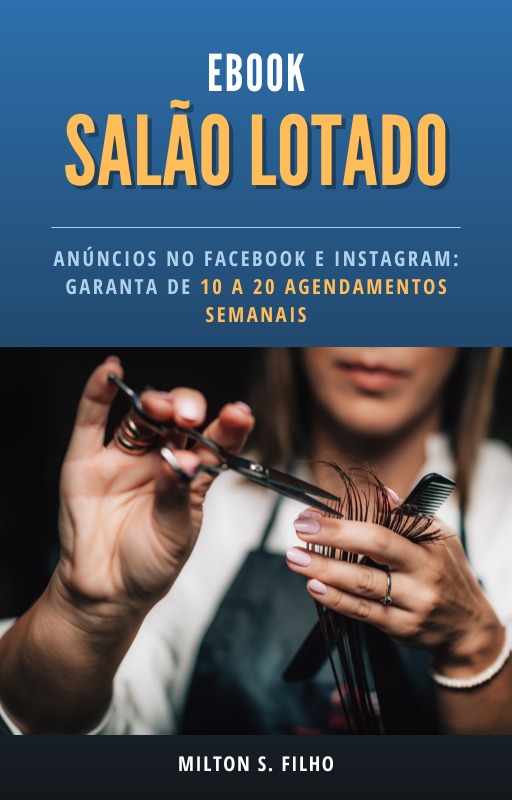 EBOOK
SALÃO LOTADO
ANÚNCIOS NO FACEBOOK E INSTAGRAM:
GARANTA DE 10 A 20 AGENDAMENTOS
SEMANAIS
MILTON S. FILHO